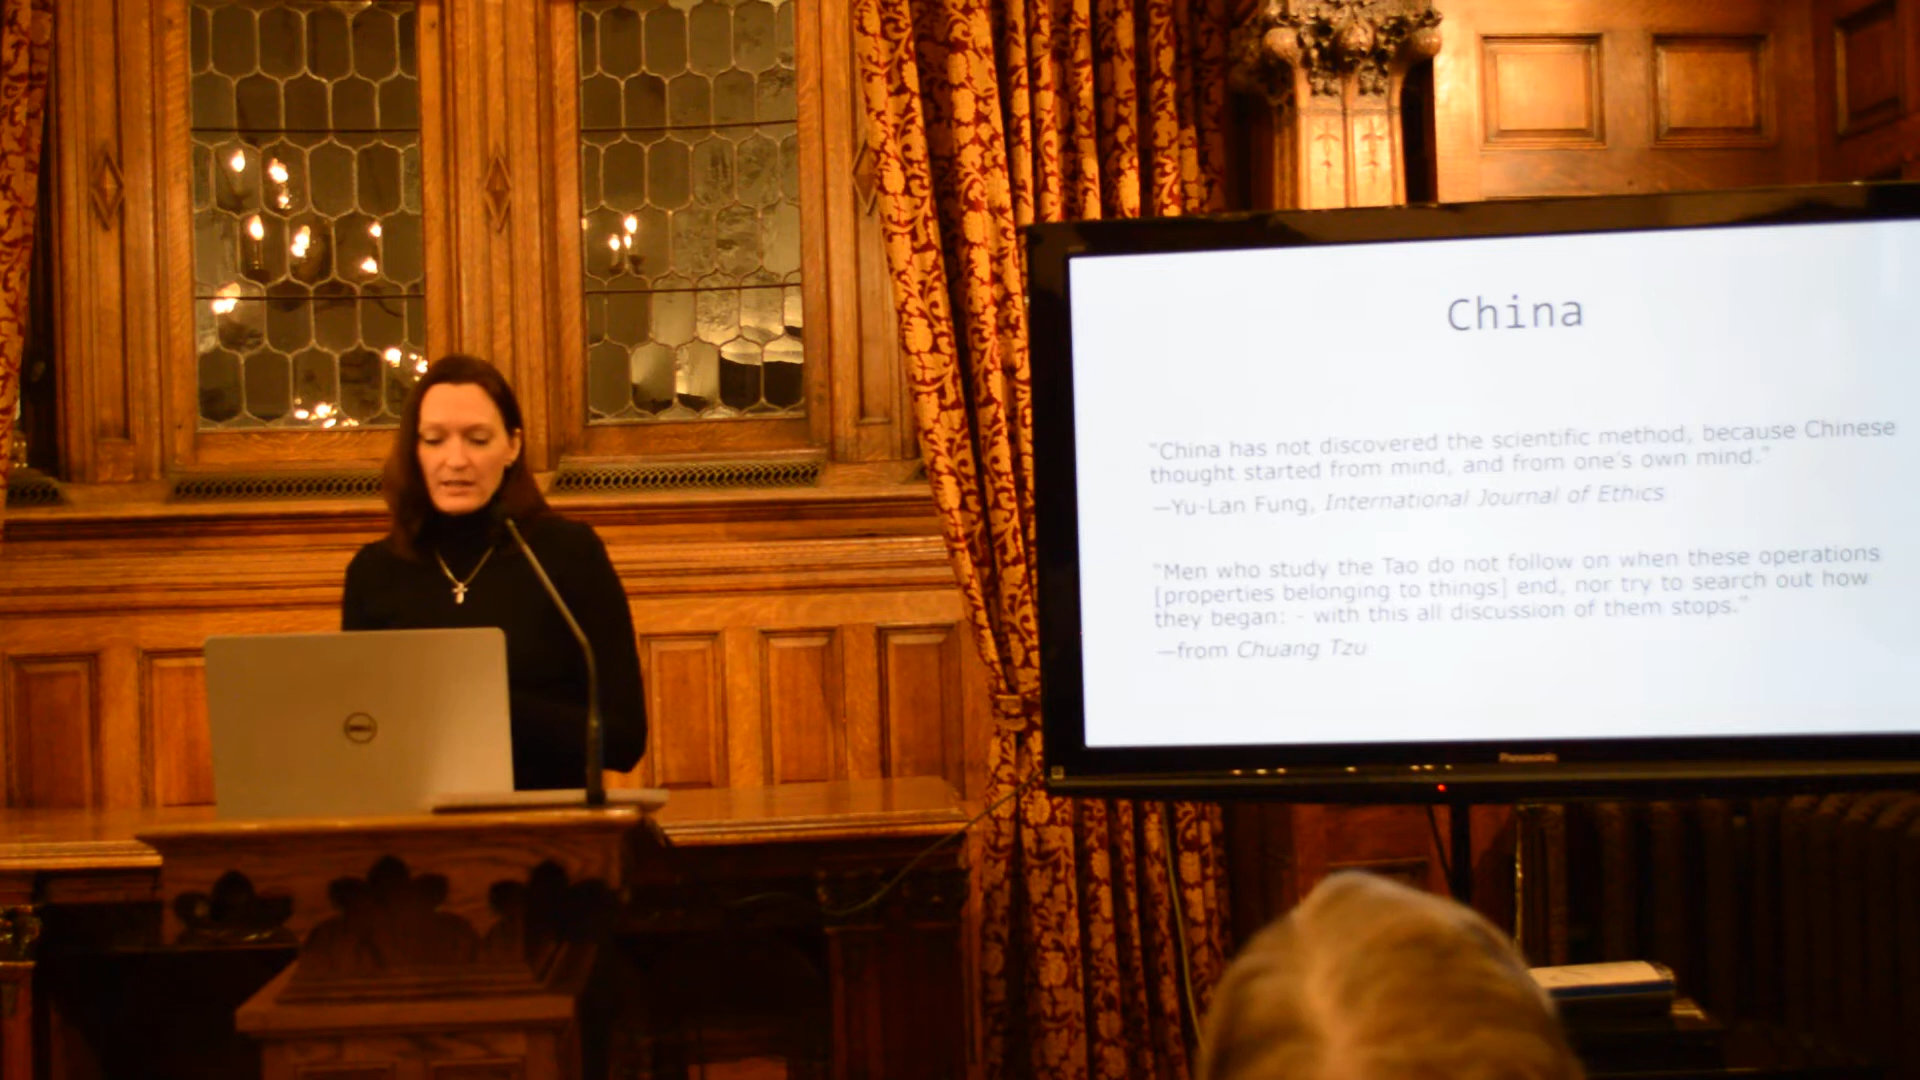 China
"China has not discovered the scientific method, because Chinese
thought started from mind, and from one's own mind."
—Yu-Lan Fung, International Journal of Ethics
"Men who study the Tao do not follow on when these operations
[properties belonging to things] end, nor try to search out how
they began: - with this all discussion of them stops."
—from Chuang Tzu
Panasonic
DELL